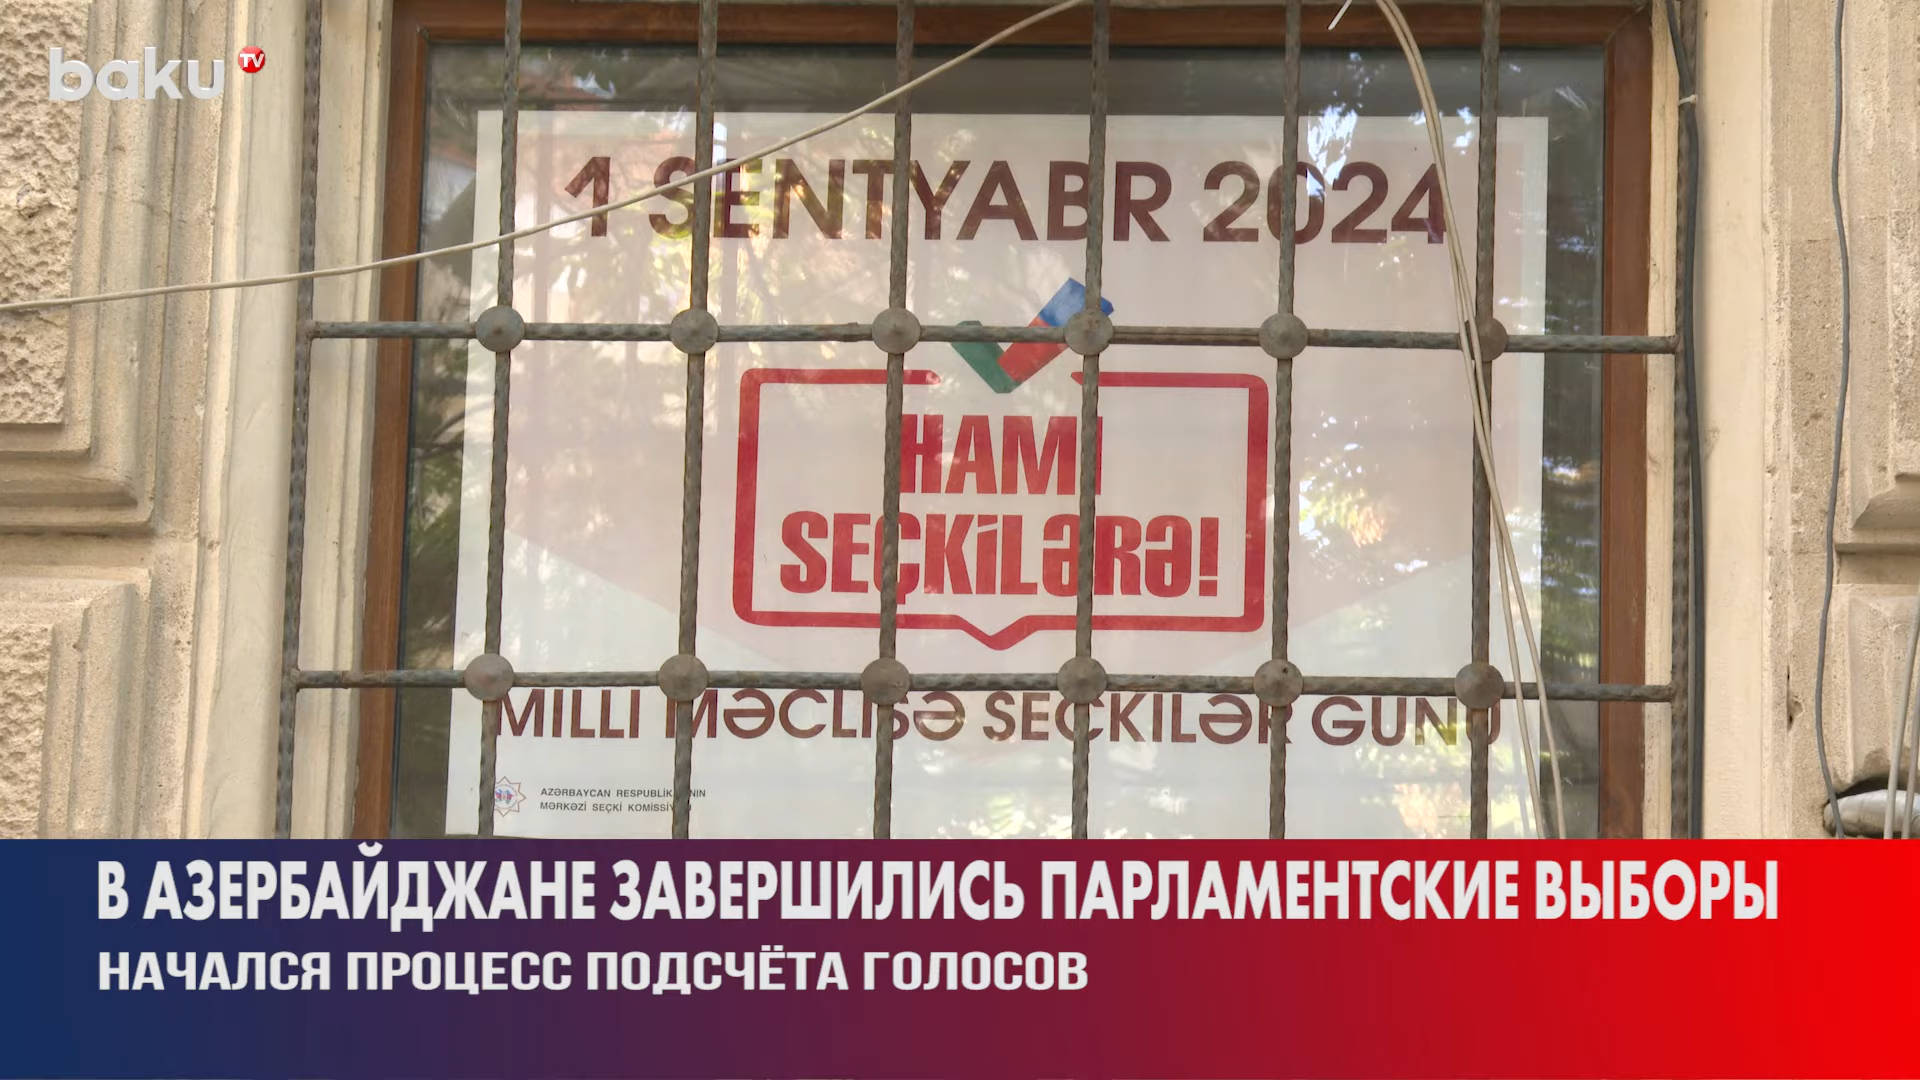 baku TV
1 SENTYABR 2024
HAMI
SEÇKİLƏRƏ!
MİLLİ MƏCLİSƏ SEÇKİLƏR GÜNÜ
AZƏRBAYCAN RESPUBLİKASININ
MƏRKƏZİ SEÇKİ KOMİSSİYASI
В АЗЕРБАЙДЖАНЕ ЗАВЕРШИЛИСЬ ПАРЛАМЕНТСКИЕ ВЫБОРЫ
НАЧАЛСЯ ПРОЦЕСС ПОДСЧЁТА ГОЛОСОВ